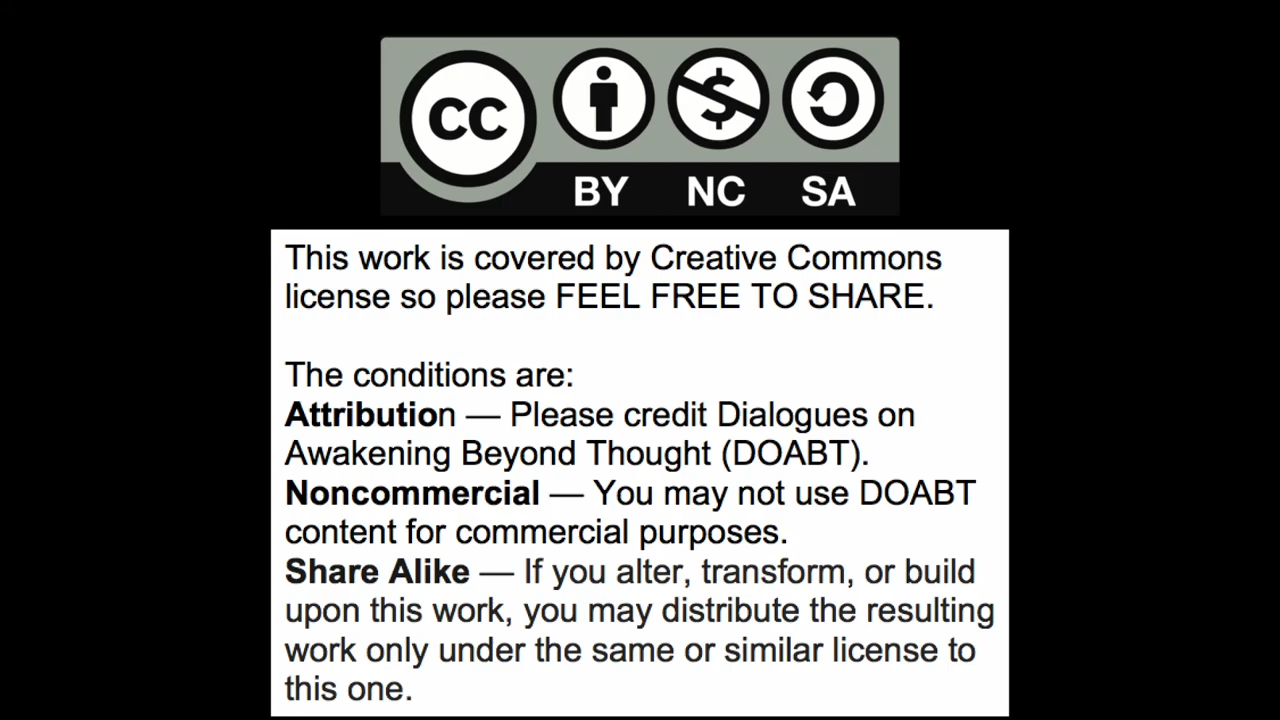 CC
BY NC SA
This work is covered by Creative Commons
license so please FEEL FREE TO SHARE.
The conditions are:
Attribution — Please credit Dialogues on
Awakening Beyond Thought (DOABT).
Noncommercial — You may not use DOABT
content for commercial purposes.
Share Alike — If you alter, transform, or build
upon this work, you may distribute the resulting
work only under the same or similar license to
this one.